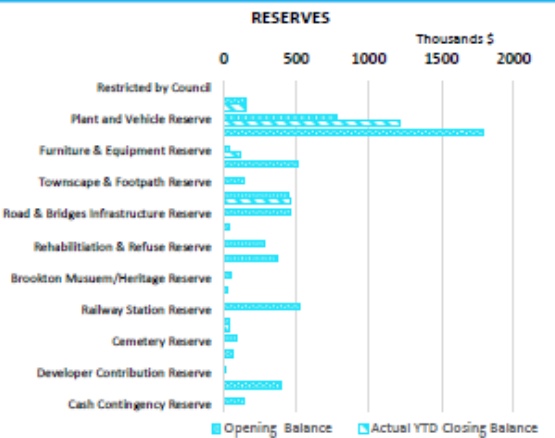 RESERVES
Thousands $
0 500 1000 1500 2000
Restricted by Council
Plant and Vehicle Reserve
Furniture & Equipment Reserve
Townscape & Footpath Reserve
Road & Bridges Infrastructure Reserve
Rehabilitiation & Refuse Reserve
Brookton Musuem/Heritage Reserve
Railway Station Reserve
Cemetery Reserve
Developer Contribution Reserve
Cash Contingency Reserve
Opening Balance Actual YTD Closing Balance